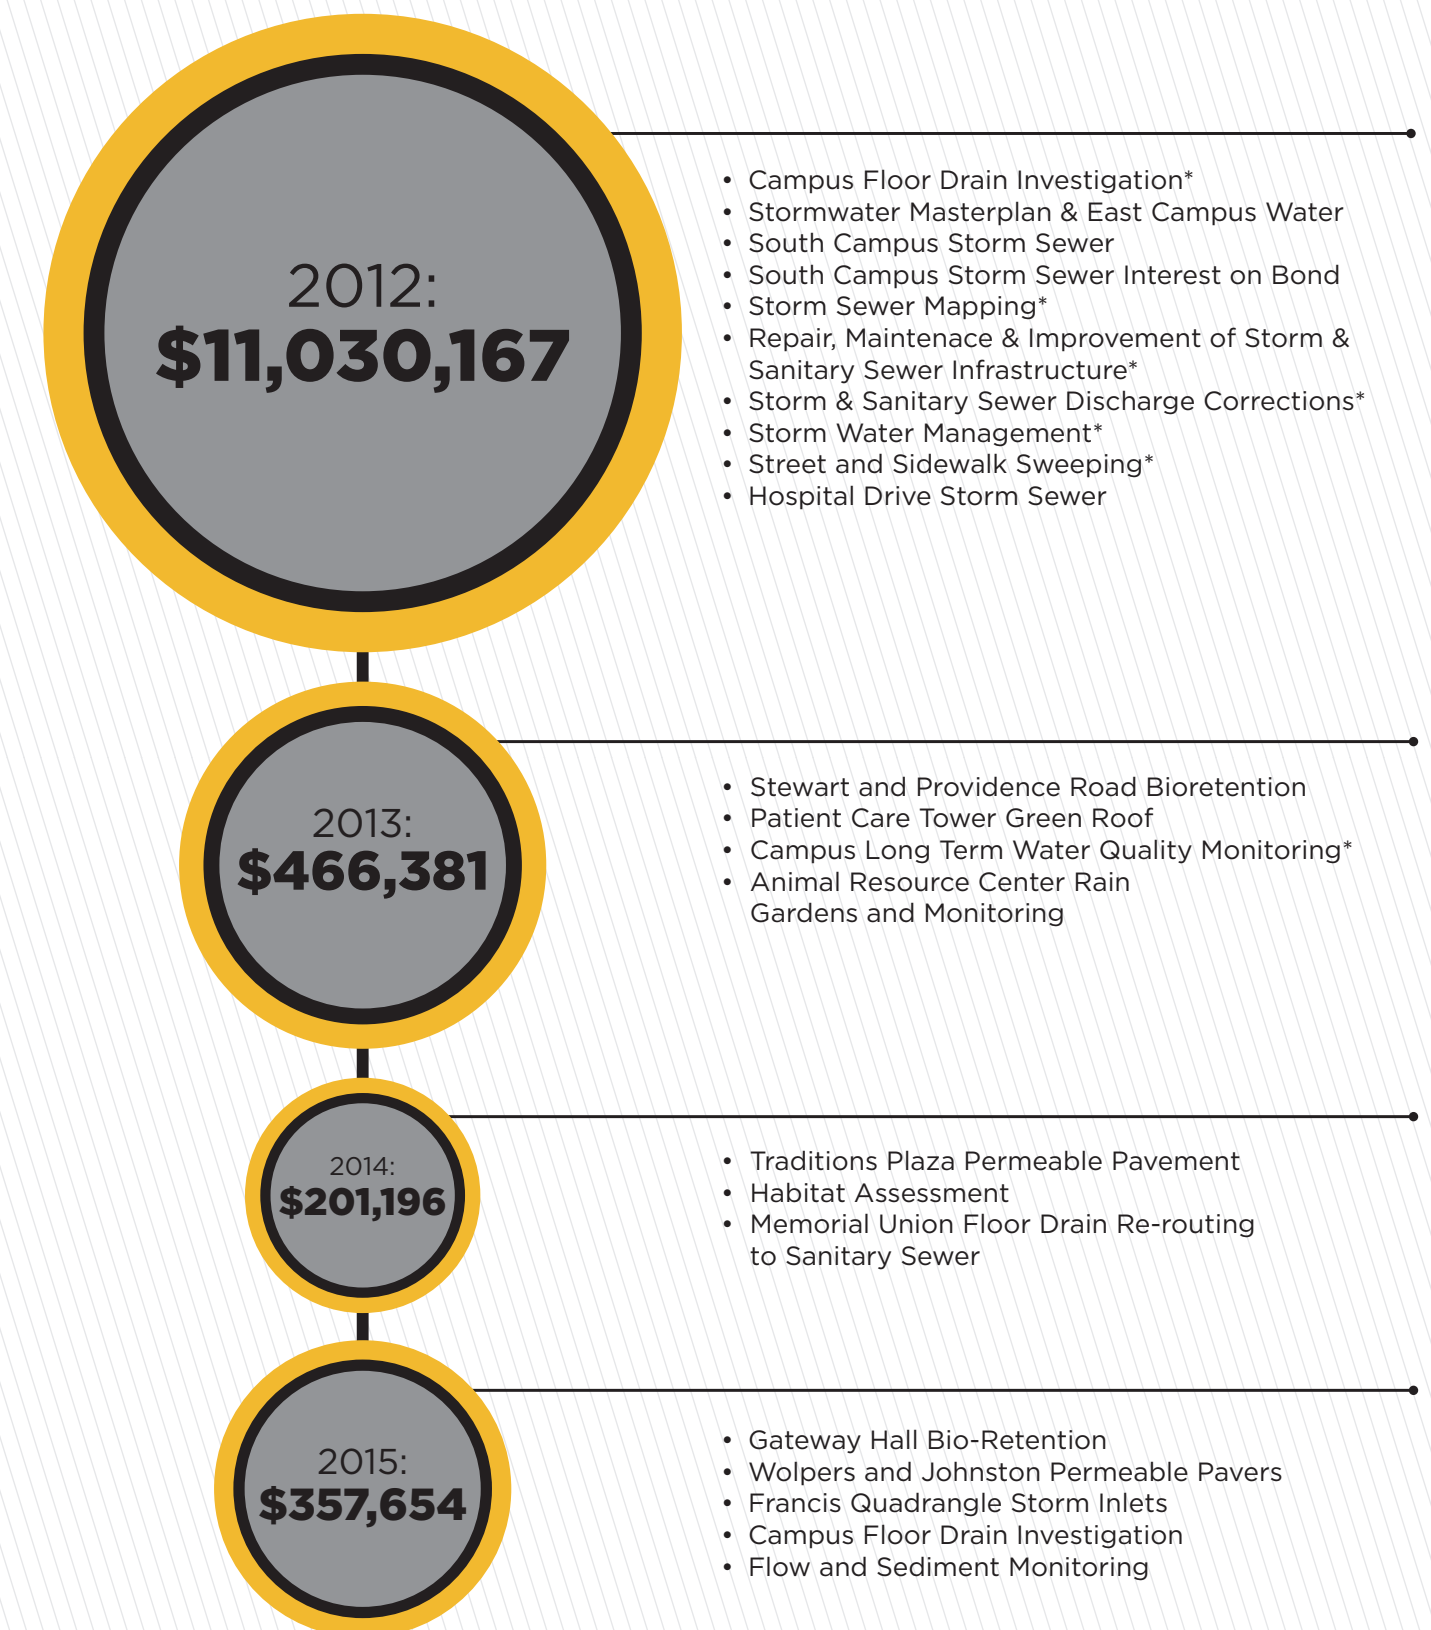 2012:
$11,030,167
• Campus Floor Drain Investigation*
• Stormwater Masterplan & East Campus Water
• South Campus Storm Sewer
• South Campus Storm Sewer Interest on Bond
• Storm Sewer Mapping*
• Repair, Maintenace & Improvement of Storm &
Sanitary Sewer Infrastructure*
• Storm & Sanitary Sewer Discharge Corrections*
• Storm Water Management*
• Street and Sidewalk Sweeping*
• Hospital Drive Storm Sewer
2013:
$466,381
• Stewart and Providence Road Bioretention
• Patient Care Tower Green Roof
• Campus Long Term Water Quality Monitoring*
• Animal Resource Center Rain
Gardens and Monitoring
2014:
$201,196
• Traditions Plaza Permeable Pavement
• Habitat Assessment
• Memorial Union Floor Drain Re-routing
to Sanitary Sewer
2015:
$357,654
• Gateway Hall Bio-Retention
• Wolpers and Johnston Permeable Pavers
• Francis Quadrangle Storm Inlets
• Campus Floor Drain Investigation
• Flow and Sediment Monitoring